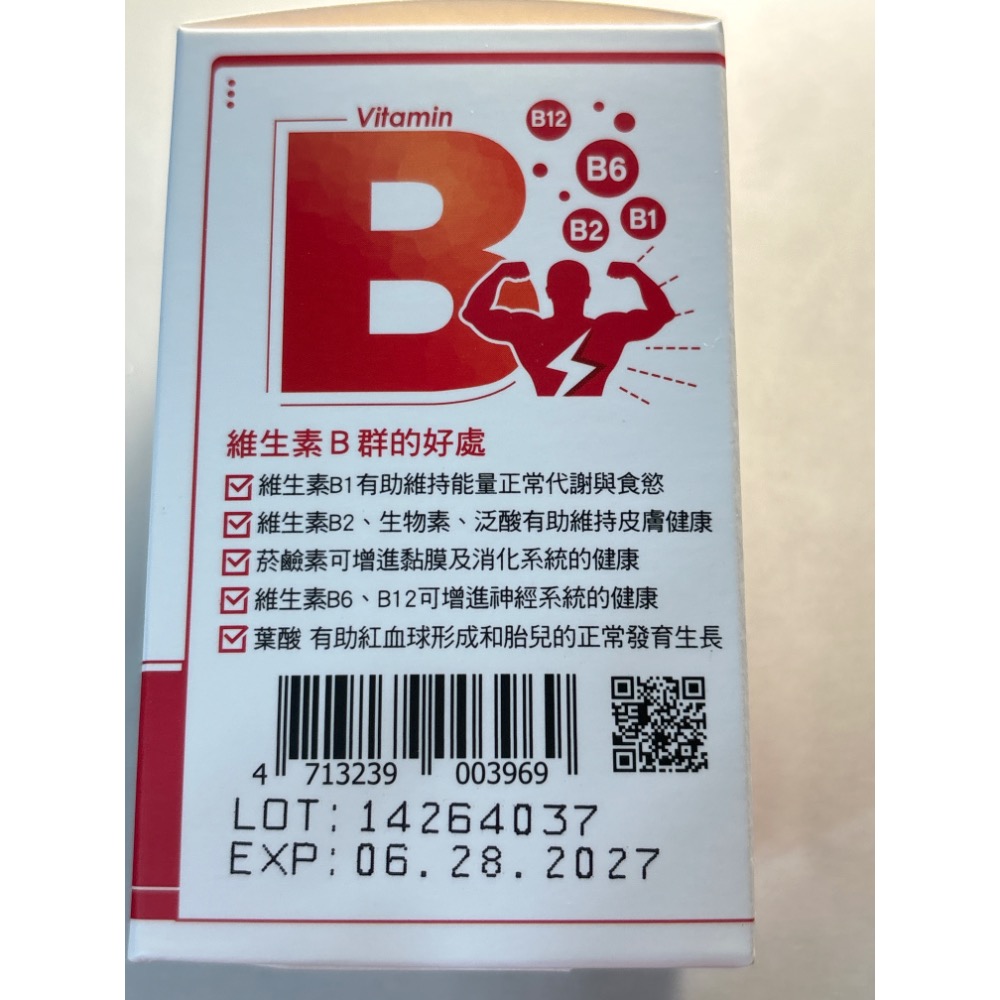 Vitamin
B
B12
B6
B2
B1
維生素 B 群的好處
維生素B1有助維持能量正常代謝與食慾
維生素B2、生物素、泛酸有助維持皮膚健康
菸鹼素可增進黏膜及消化系統的健康
維生素B6、B12可增進神經系統的健康
葉酸 有助紅血球形成和胎兒的正常發育生長
4 713239 003969
LOT: 14264037
EXP: 06. 28. 2027